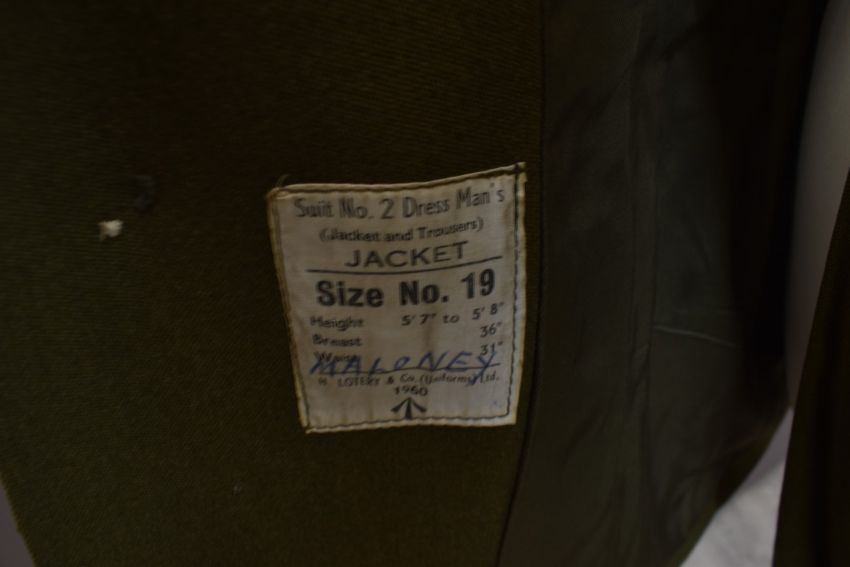 Suit No. 2 Dress Man's
(Jacket and Trousers)
JACKET
Size No. 19
Height 5'7" to 5'8"
Breast 36"
Waist 31"
MALONEY
H. LOTERY & Co. (Uniforms) Ltd.
1960